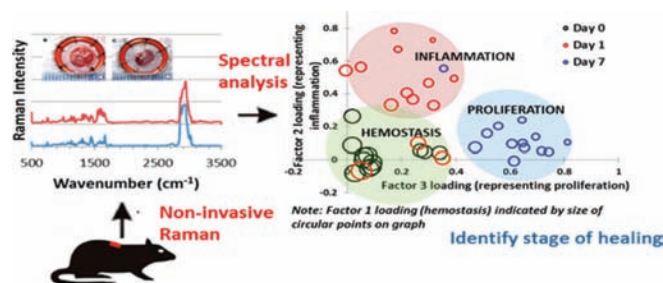 Raman Intensity
500 1500 2500 3500
Wavenumber (cm⁻¹)
Non-invasive
Raman
Spectral
analysis
Factor 2 loading (representing
inflammation)
0.8
0.6
0.4
0.2
0
0.2
-0.2 0 0.2 0.4 0.6 0.8 1
INFLAMMATION
HEMOSTASIS
PROLIFERATION
Day 0
Day 1
Day 7
Factor 3 loading (representing proliferation)
Note: Factor 1 loading (hemostasis) indicated by size of
circular points on graph
Identify stage of healing